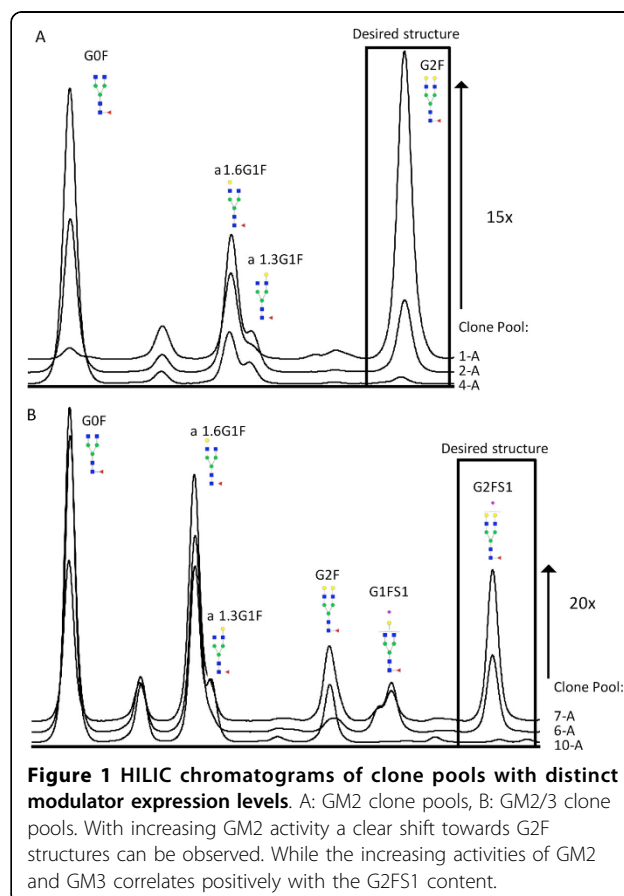 A
Desired structure
G0F
G2F
a1.6G1F
a 1.3G1F
15x
Clone Pool:
1-A
2-A
4-A
B
G0F
a 1.6G1F
Desired structure
G2FS1
G2F
G1FS1
a 1.3G1F
20x
Clone Pool:
7-A
6-A
10-A
Figure 1 HILIC chromatograms of clone pools with distinct
modulator expression levels. A: GM2 clone pools, B: GM2/3 clone
pools. With increasing GM2 activity a clear shift towards G2F
structures can be observed. While the increasing activities of GM2
and GM3 correlates positively with the G2FS1 content.